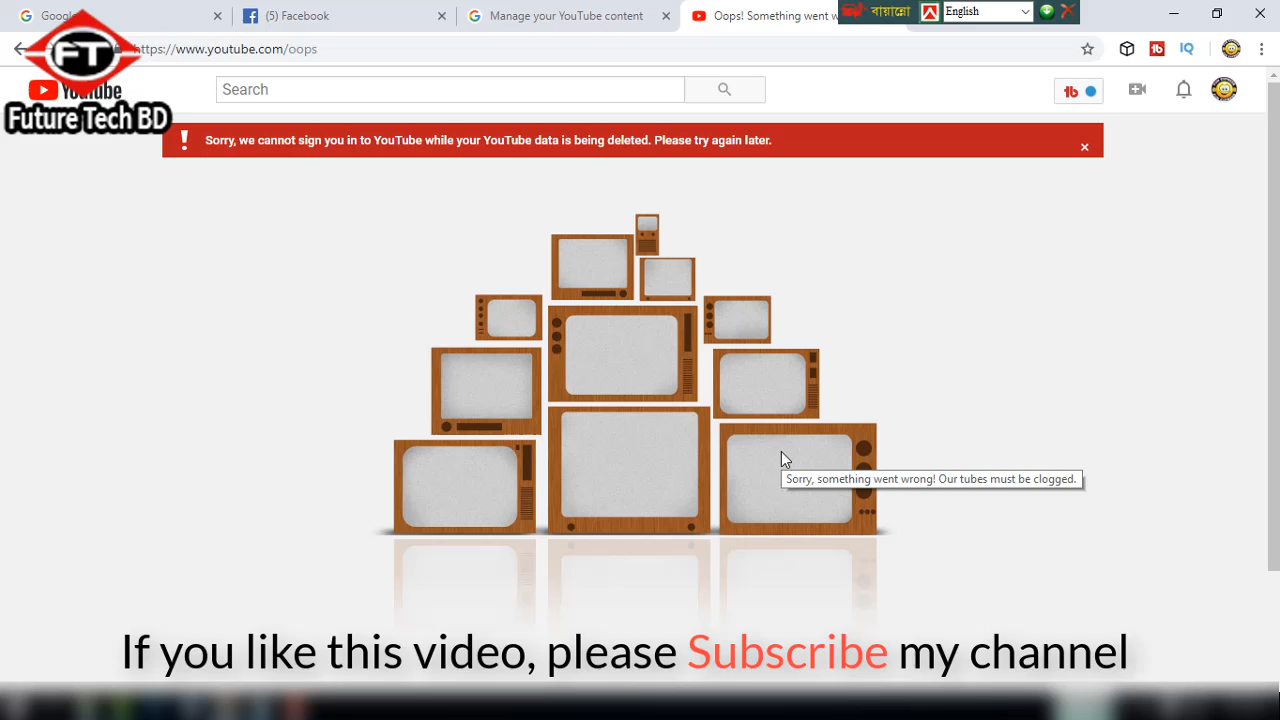 Google
(5) Facebook
Manage your YouTube content
Oops! Something went w
বায়ান্নো
English
https://www.youtube.com/oops
tb
IQ
FT
YouTube
Future Tech BD
Search
tb
Sorry, we cannot sign you in to YouTube while your YouTube data is being deleted. Please try again later.
Sorry, something went wrong! Our tubes must be clogged.
If you like this video, please Subscribe my channel